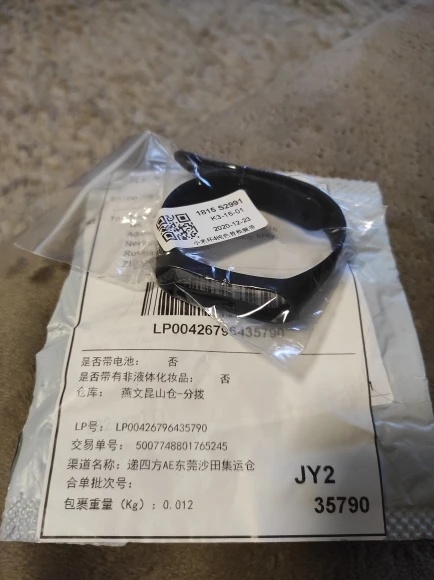 1815 52991
K3-16-01
2020-12-23
LP00426796435790
是否带电池： 否
是否带有非液体化妆品： 否
仓库： 燕文昆山仓-分拨
LP号： LP00426796435790
交易单号： 5007748801765245
渠道名称：递四方AE东莞沙田集运仓
合单批次号：
JY2
包裹重量（Kg）：0.012
35790